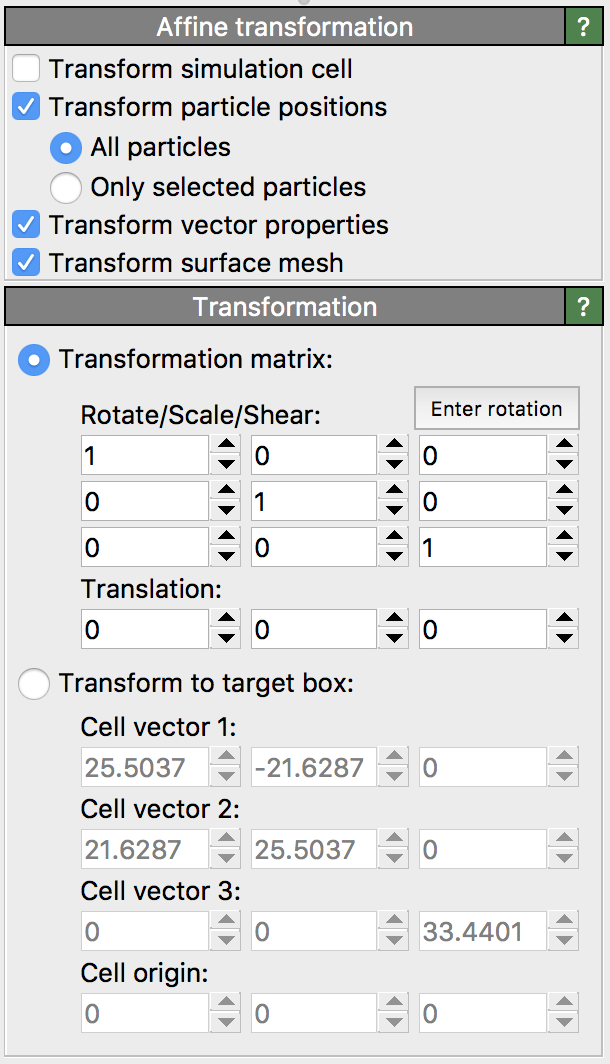 Affine transformation ?
Transform simulation cell
Transform particle positions
All particles
Only selected particles
Transform vector properties
Transform surface mesh
Transformation ?
Transformation matrix:
Rotate/Scale/Shear: Enter rotation
1 0 0
0 1 0
0 0 1
Translation:
0 0 0
Transform to target box:
Cell vector 1:
25.5037 -21.6287 0
Cell vector 2:
21.6287 25.5037 0
Cell vector 3:
0 0 33.4401
Cell origin:
0 0 0